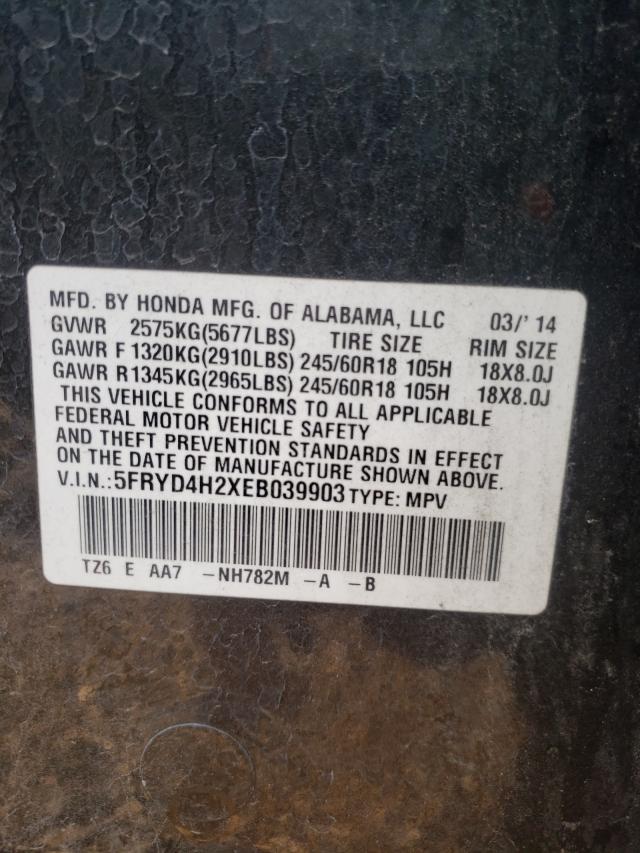 MFD. BY HONDA MFG. OF ALABAMA, LLC 03/'14
GVWR 2575KG(5677LBS) TIRE SIZE RIM SIZE
GAWR F 1320KG(2910LBS) 245/60R18 105H 18X8.0J
GAWR R1345KG(2965LBS) 245/60R18 105H 18X8.0J
THIS VEHICLE CONFORMS TO ALL APPLICABLE
FEDERAL MOTOR VEHICLE SAFETY
AND THEFT PREVENTION STANDARDS IN EFFECT
ON THE DATE OF MANUFACTURE SHOWN ABOVE.
V.I.N.: 5FRYD4H2XEB039903 TYPE: MPV
TZ6 E AA7 -NH782M -A -B